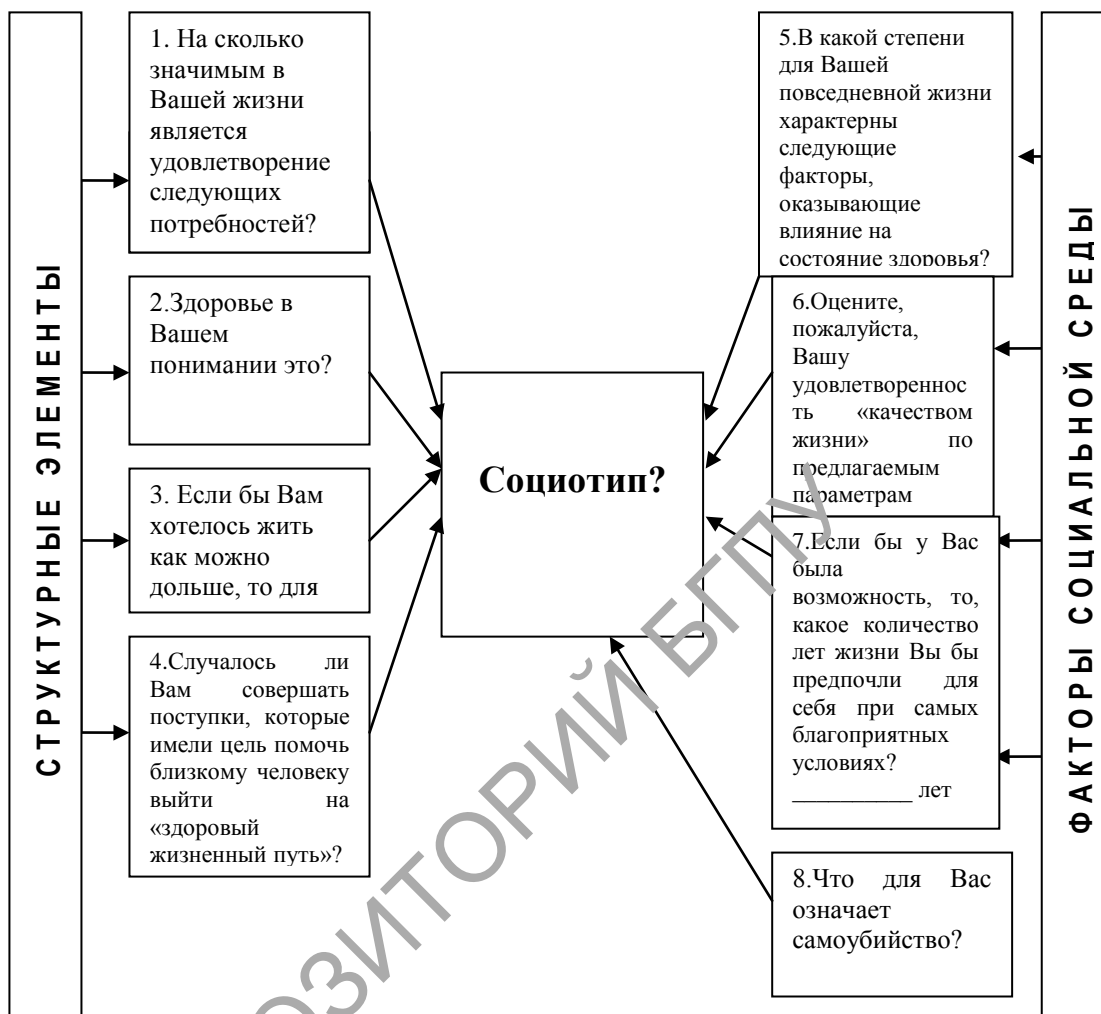 СТРУКТУРНЫЕ ЭЛЕМЕНТЫ
1. На сколько
значимым в
Вашей жизни
является
удовлетворение
следующих
потребностей?
2.Здоровье в
Вашем
понимании это?
3. Если бы Вам
хотелось жить
как можно
дольше, то для
4.Случалось ли
Вам совершать
поступки, которые
имели цель помочь
близкому человеку
выйти на
«здоровый
жизненный путь»?
Социотип?
5.В какой степени
для Вашей
повседневной жизни
характерны
следующие
факторы,
оказывающие
влияние на
состояние здоровья?
6.Оцените,
пожалуйста,
Вашу
удовлетвореннос
ть «качеством
жизни» по
предлагаемым
параметрам
7.Если бы у Вас
была
возможность, то,
какое количество
лет жизни Вы бы
предпочли для
себя при самых
благоприятных
условиях?
__________ лет
8.Что для Вас
означает
самоубийство?
ФАКТОРЫ СОЦИАЛЬНОЙ СРЕДЫ
ОЗИТОРИЙ БГПУ